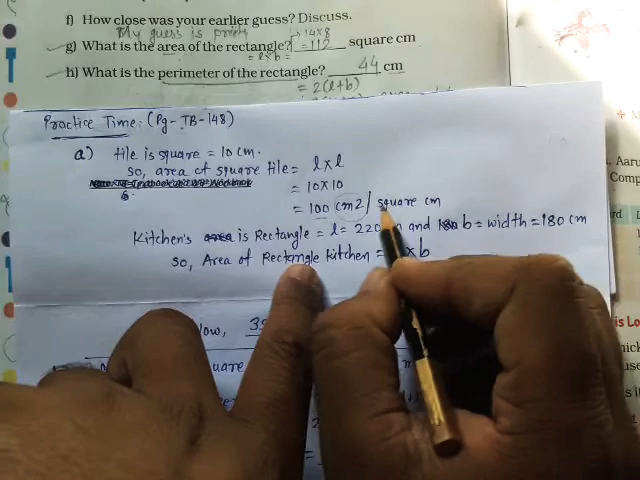 f) How close was your earlier guess? Discuss.
My guess is
14×8
g) What is the area of the rectangle? =112 square cm
= l×b =
h) What is the perimeter of the rectangle? 44 cm
= 2(l+b)
Practice Time: (Pg-TB-148)
a) tile is square = 10 cm.
so, area of square tile = l×l
= 10×10
= 100 cm2/ square cm
Kitchen's is Rectangle = l= 220 and b = width = 180 cm
so, Area of Rectangle kitchen = ×b
low,
square